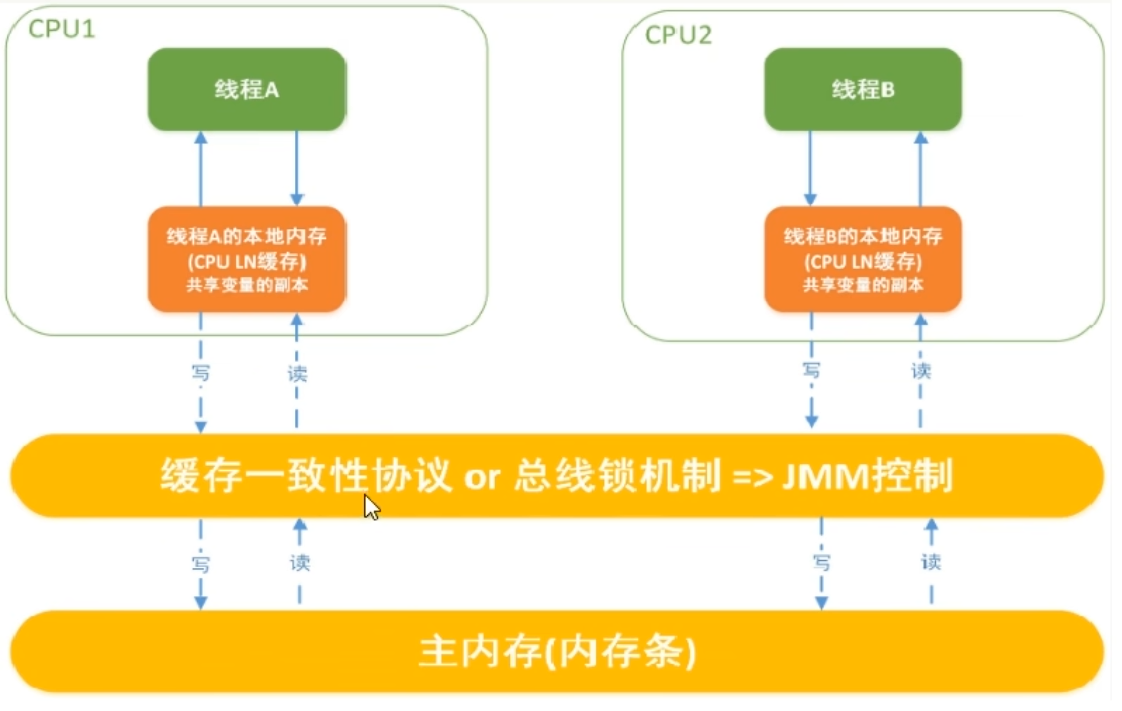 CPU1
CPU2
线程A
线程B
线程A的本地内存
(CPU LN缓存)
共享变量的副本
线程B的本地内存
(CPU LN缓存)
共享变量的副本
写
读
写
读
缓存一致性协议 or 总线锁机制 => JMM控制
写
读
写
读
主内存(内存条)